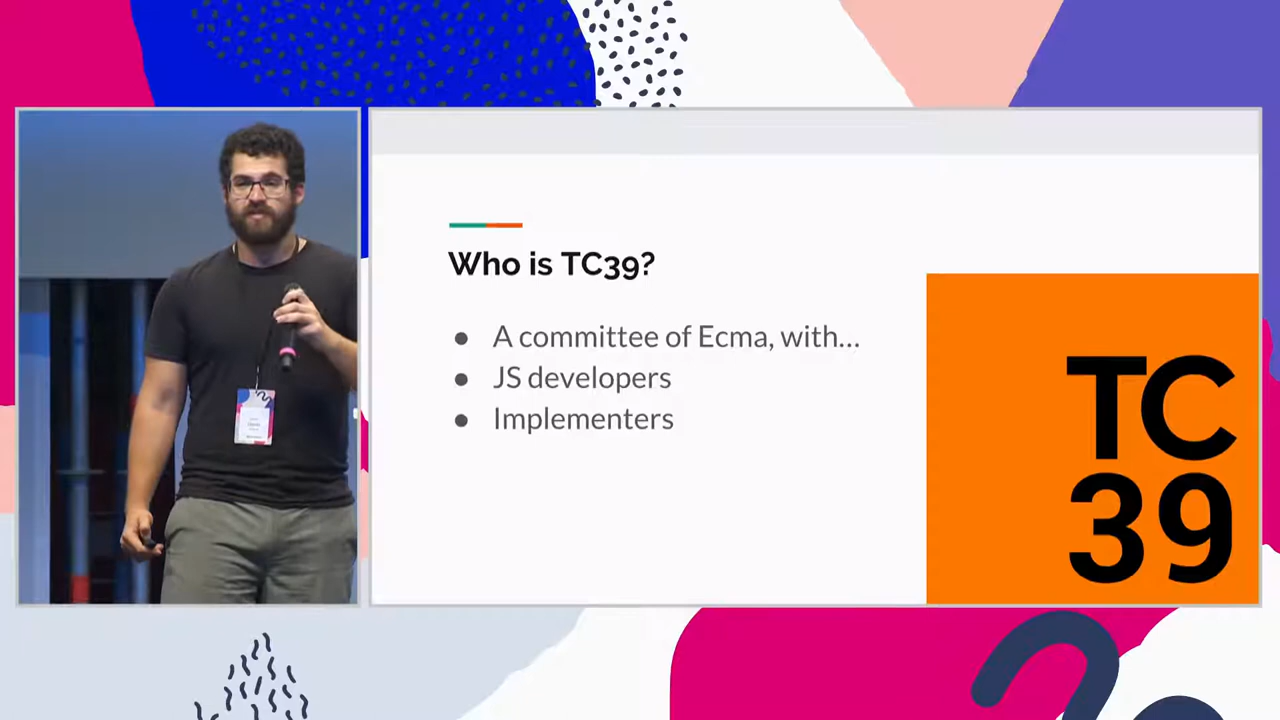 Who is TC39?
● A committee of Ecma, with...
● JS developers
● Implementers
TC
39